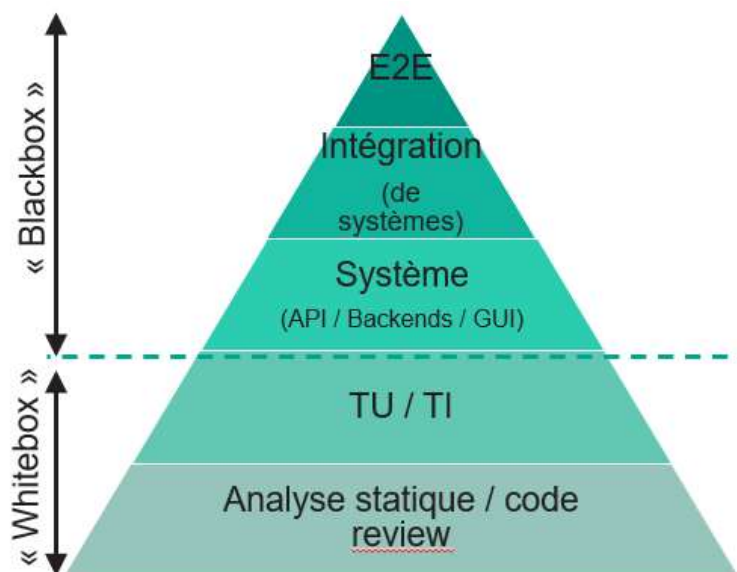 E2E
Intégration
(de
systèmes)
Système
(API / Backends / GUI)
TU / TI
Analyse statique / code
review
« Blackbox »
« Whitebox »